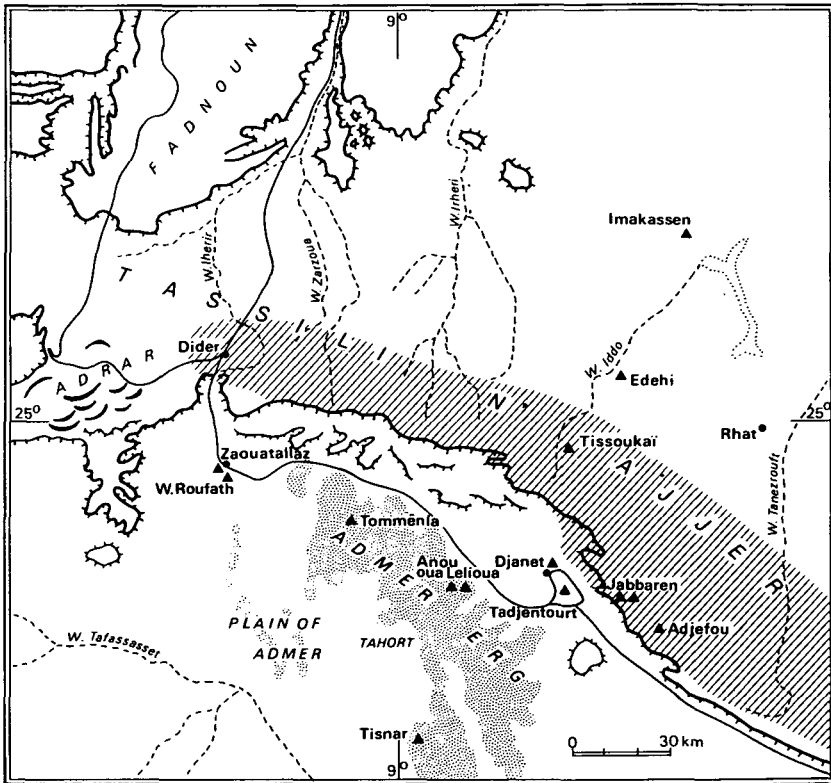 9°
FADNOUN
W. Iherir
W. Zarzoua
W. Irheri
Imakassen
TASSILI N' AJJER
Dider
ADRAR
W. Iddo
Edehi
25°
25°
Rhat
Tissoukaï
Zaouatallaz
W. Roufath
W. Tanezrouft
Tommenia
ADMER ERG
Anou
oua Lelioua
Djanet
Jabbaren
Tadjentourt
Adjefou
PLAIN OF
ADMER
TAHORT
W. Tafassasset
Tisnar
0 30 km
9°